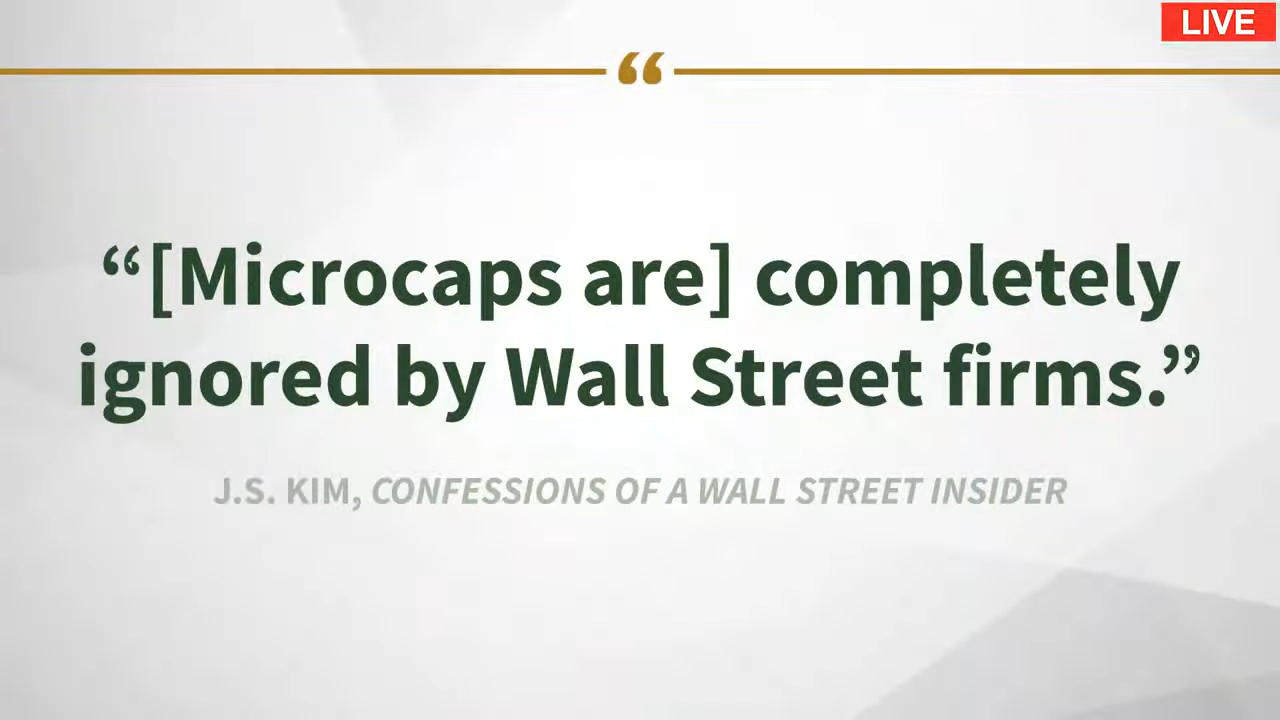 LIVE
“
“[Microcaps are] completely
ignored by Wall Street firms.”
J.S. KIM, CONFESSIONS OF A WALL STREET INSIDER